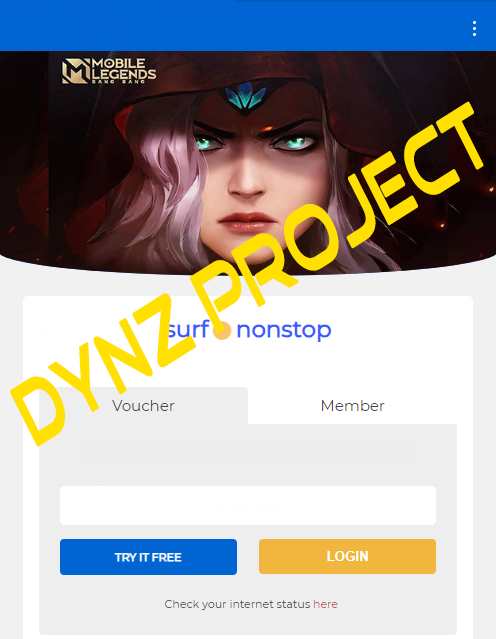 MOBILE
LEGENDS
BANG BANG
DYNZ PROJECT
surf nonstop
Voucher
Member
TRY IT FREE
LOGIN
Check your internet status here